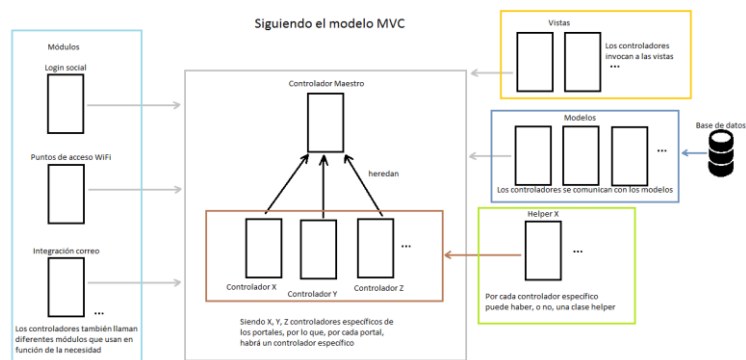 Siguiendo el modelo MVC
Módulos
Login social
Puntos de acceso WiFi
Integración correo
...
Los controladores también llaman
diferentes módulos que usan en
función de la necesidad
Controlador Maestro
heredan
...
Controlador X
Controlador Y
Controlador Z
Siendo X, Y, Z controladores específicos de
los portales, por lo que, por cada portal,
habrá un controlador específico
Vistas
Los controladores
invocan a las vistas
...
Modelos
...
Los controladores se comunican con los modelos
Base de datos
Helper X
...
Por cada controlador específico
puede haber, o no, una clase helper